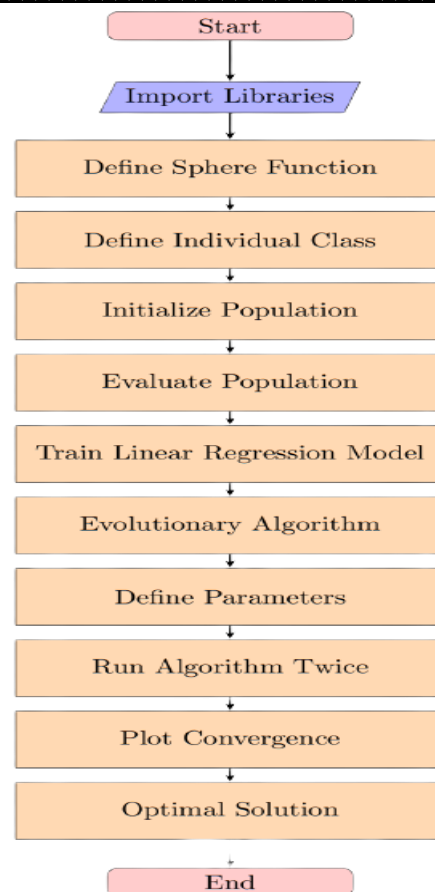 Start
Import Libraries
Define Sphere Function
Define Individual Class
Initialize Population
Evaluate Population
Train Linear Regression Model
Evolutionary Algorithm
Define Parameters
Run Algorithm Twice
Plot Convergence
Optimal Solution
End